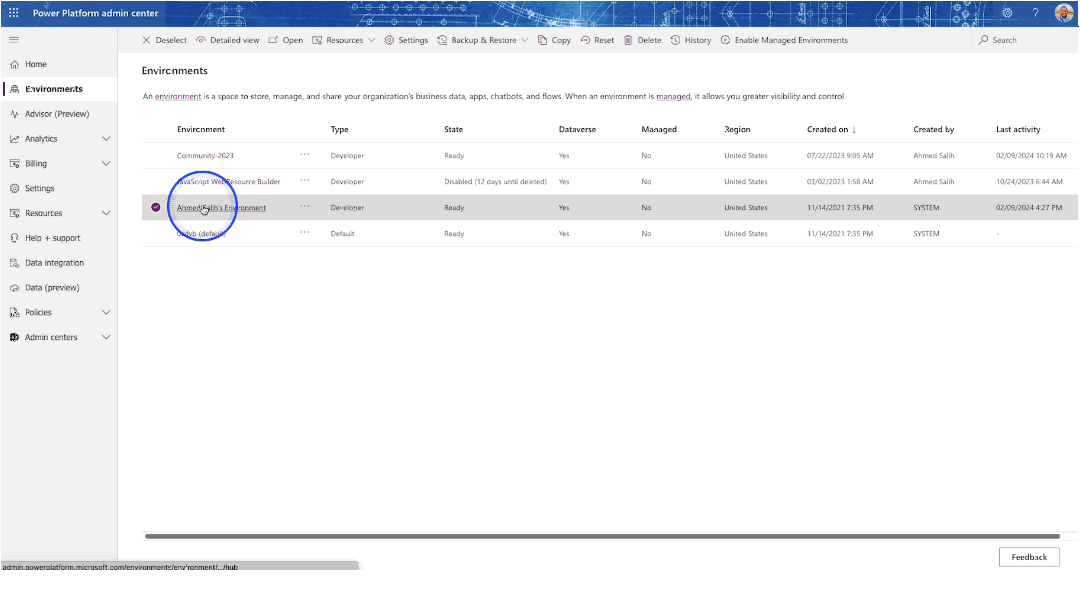 Power Platform admin center
?
Deselect Detailed view Open Resources Settings Backup & Restore Copy Reset Delete History Enable Managed Environments Search
Home
Environments
Advisor (Preview)
Analytics
Billing
Settings
Resources
Help + support
Data integration
Data (preview)
Policies
Admin centers
Environments
An environment is a space to store, manage, and share your organization's business data, apps, chatbots, and flows. When an environment is managed, it allows you greater visibility and control.
Environment Type State Dataverse Managed Region Created on ↓ Created by Last activity
Community-2023 ... Developer Ready Yes No United States 07/22/2023 9:05 AM Ahmed Salih 02/09/2024 10:19 AM
JavaScript WebResource Builder ... Developer Disabled (12 days until deleted) Yes No United States 03/02/2023 1:58 AM Ahmed Salih 10/24/2023 6:44 AM
Ahmed Salih's Environment ... Developer Ready Yes No United States 11/14/2021 7:35 PM SYSTEM 02/09/2024 4:27 PM
(default) ... Default Ready Yes No United States 11/14/2021 7:35 PM SYSTEM -
Feedback
admin.powerplatform.microsoft.com/environments/environment/.../hub